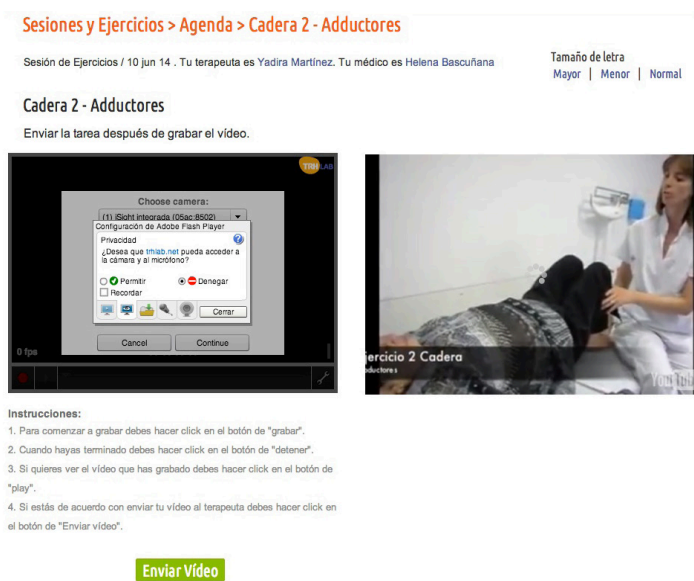 Sesiones y Ejercicios > Agenda > Cadera 2 - Adductores
Sesión de Ejercicios / 10 jun 14 . Tu terapeuta es Yadira Martínez. Tu médico es Helena Bascuñana
Tamaño de letra
Mayor | Menor | Normal
Cadera 2 - Adductores
Enviar la tarea después de grabar el vídeo.
TRHLAB
Choose camera:
(1) iSight integrada (05ac:8502)
Configuración de Adobe Flash Player
Privacidad
¿Desea que trhlab.net pueda acceder a
la cámara y al micrófono?
Permitir
Denegar
Recordar
Cerrar
Cancel
Continue
0 fps
jercicio 2 Cadera
aductores
YouTub
Instrucciones:
1. Para comenzar a grabar debes hacer click en el botón de "grabar".
2. Cuando hayas terminado debes hacer click en el botón de "detener".
3. Si quieres ver el vídeo que has grabado debes hacer click en el botón de
"play".
4. Si estás de acuerdo con enviar tu vídeo al terapeuta debes hacer click en
el botón de "Enviar vídeo".
Enviar Vídeo